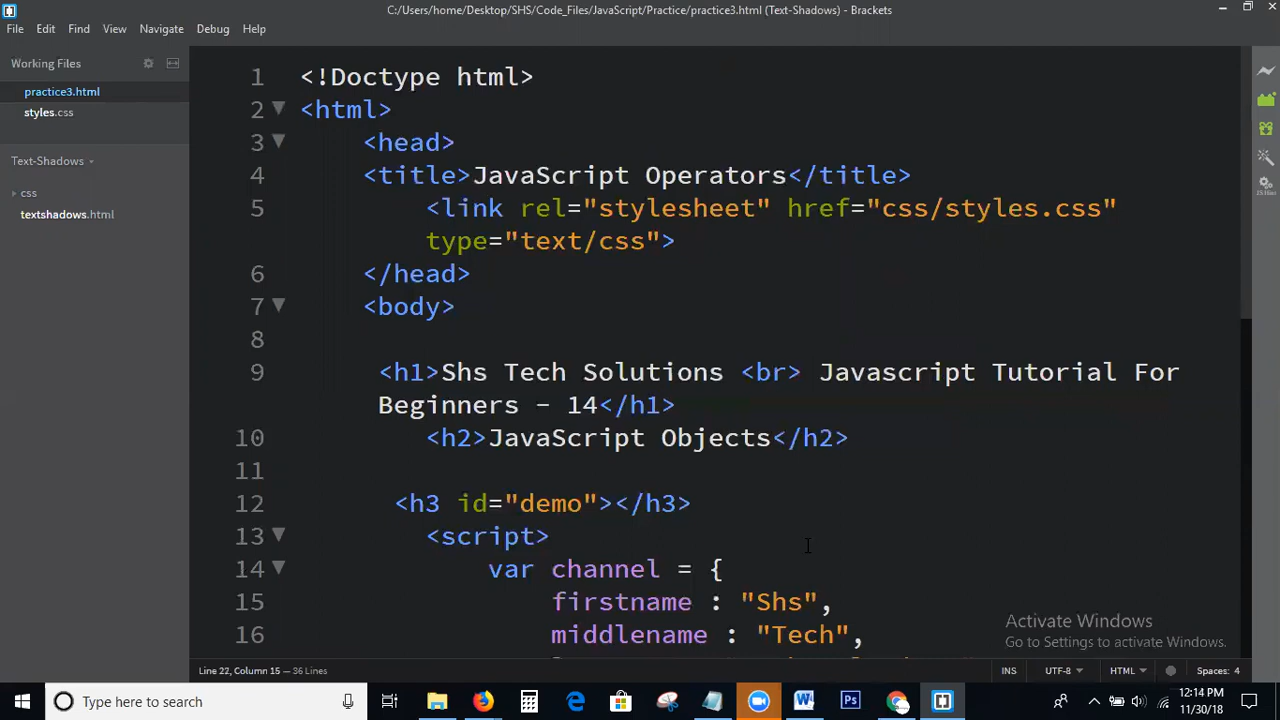 C:/Users/home/Desktop/SHS/Code_Files/JavaScript/Practice/practice3.html (Text-Shadows) - Brackets
File Edit Find View Navigate Debug Help
Working Files
practice3.html
styles.css
Text-Shadows
css
textshadows.html
1 <!Doctype html>
2 <html>
3 <head>
4 <title>JavaScript Operators</title>
5 <link rel="stylesheet" href="css/styles.css"
type="text/css">
6 </head>
7 <body>
8
9 <h1>Shs Tech Solutions <br> Javascript Tutorial For
Beginners - 14</h1>
10 <h2>JavaScript Objects</h2>
11
12 <h3 id="demo"></h3>
13 <script>
14 var channel = {
15 firstname : "Shs",
16 middlename : "Tech",
Activate Windows
Go to Settings to activate Windows.
Line 22, Column 15 — 36 Lines
INS UTF-8 HTML Spaces: 4
Type here to search
12:14 PM
11/30/18